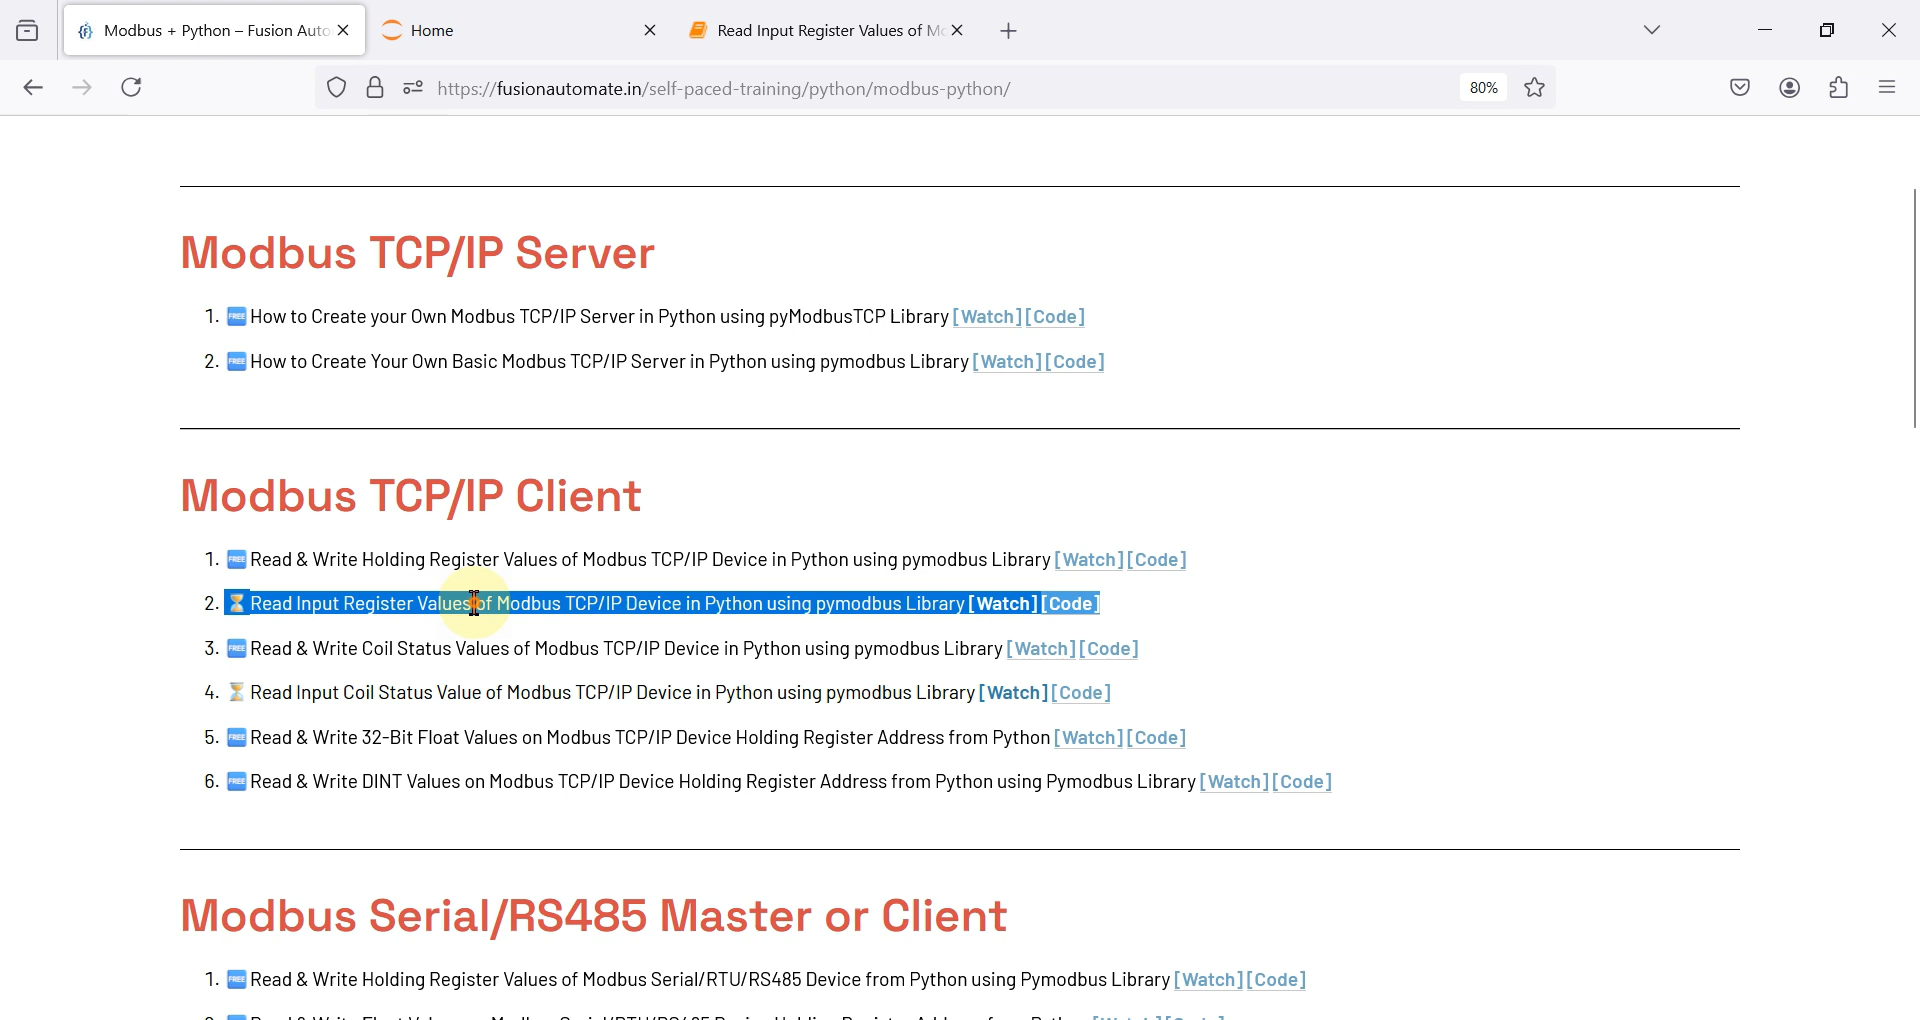 Modbus + Python – Fusion Auto
Home
Read Input Register Values of Mo
https://fusionautomate.in/self-paced-training/python/modbus-python/
80%
Modbus TCP/IP Server
1. FREE How to Create your Own Modbus TCP/IP Server in Python using pyModbusTCP Library [Watch][Code]
2. FREE How to Create Your Own Basic Modbus TCP/IP Server in Python using pymodbus Library [Watch][Code]
Modbus TCP/IP Client
1. FREE Read & Write Holding Register Values of Modbus TCP/IP Device in Python using pymodbus Library [Watch][Code]
2. ⌛Read Input Register Values of Modbus TCP/IP Device in Python using pymodbus Library [Watch][Code]
3. FREE Read & Write Coil Status Values of Modbus TCP/IP Device in Python using pymodbus Library [Watch][Code]
4. ⌛Read Input Coil Status Value of Modbus TCP/IP Device in Python using pymodbus Library [Watch][Code]
5. FREE Read & Write 32-Bit Float Values on Modbus TCP/IP Device Holding Register Address from Python [Watch][Code]
6. FREE Read & Write DINT Values on Modbus TCP/IP Device Holding Register Address from Python using Pymodbus Library [Watch][Code]
Modbus Serial/RS485 Master or Client
1. FREE Read & Write Holding Register Values of Modbus Serial/RTU/RS485 Device from Python using Pymodbus Library [Watch][Code]